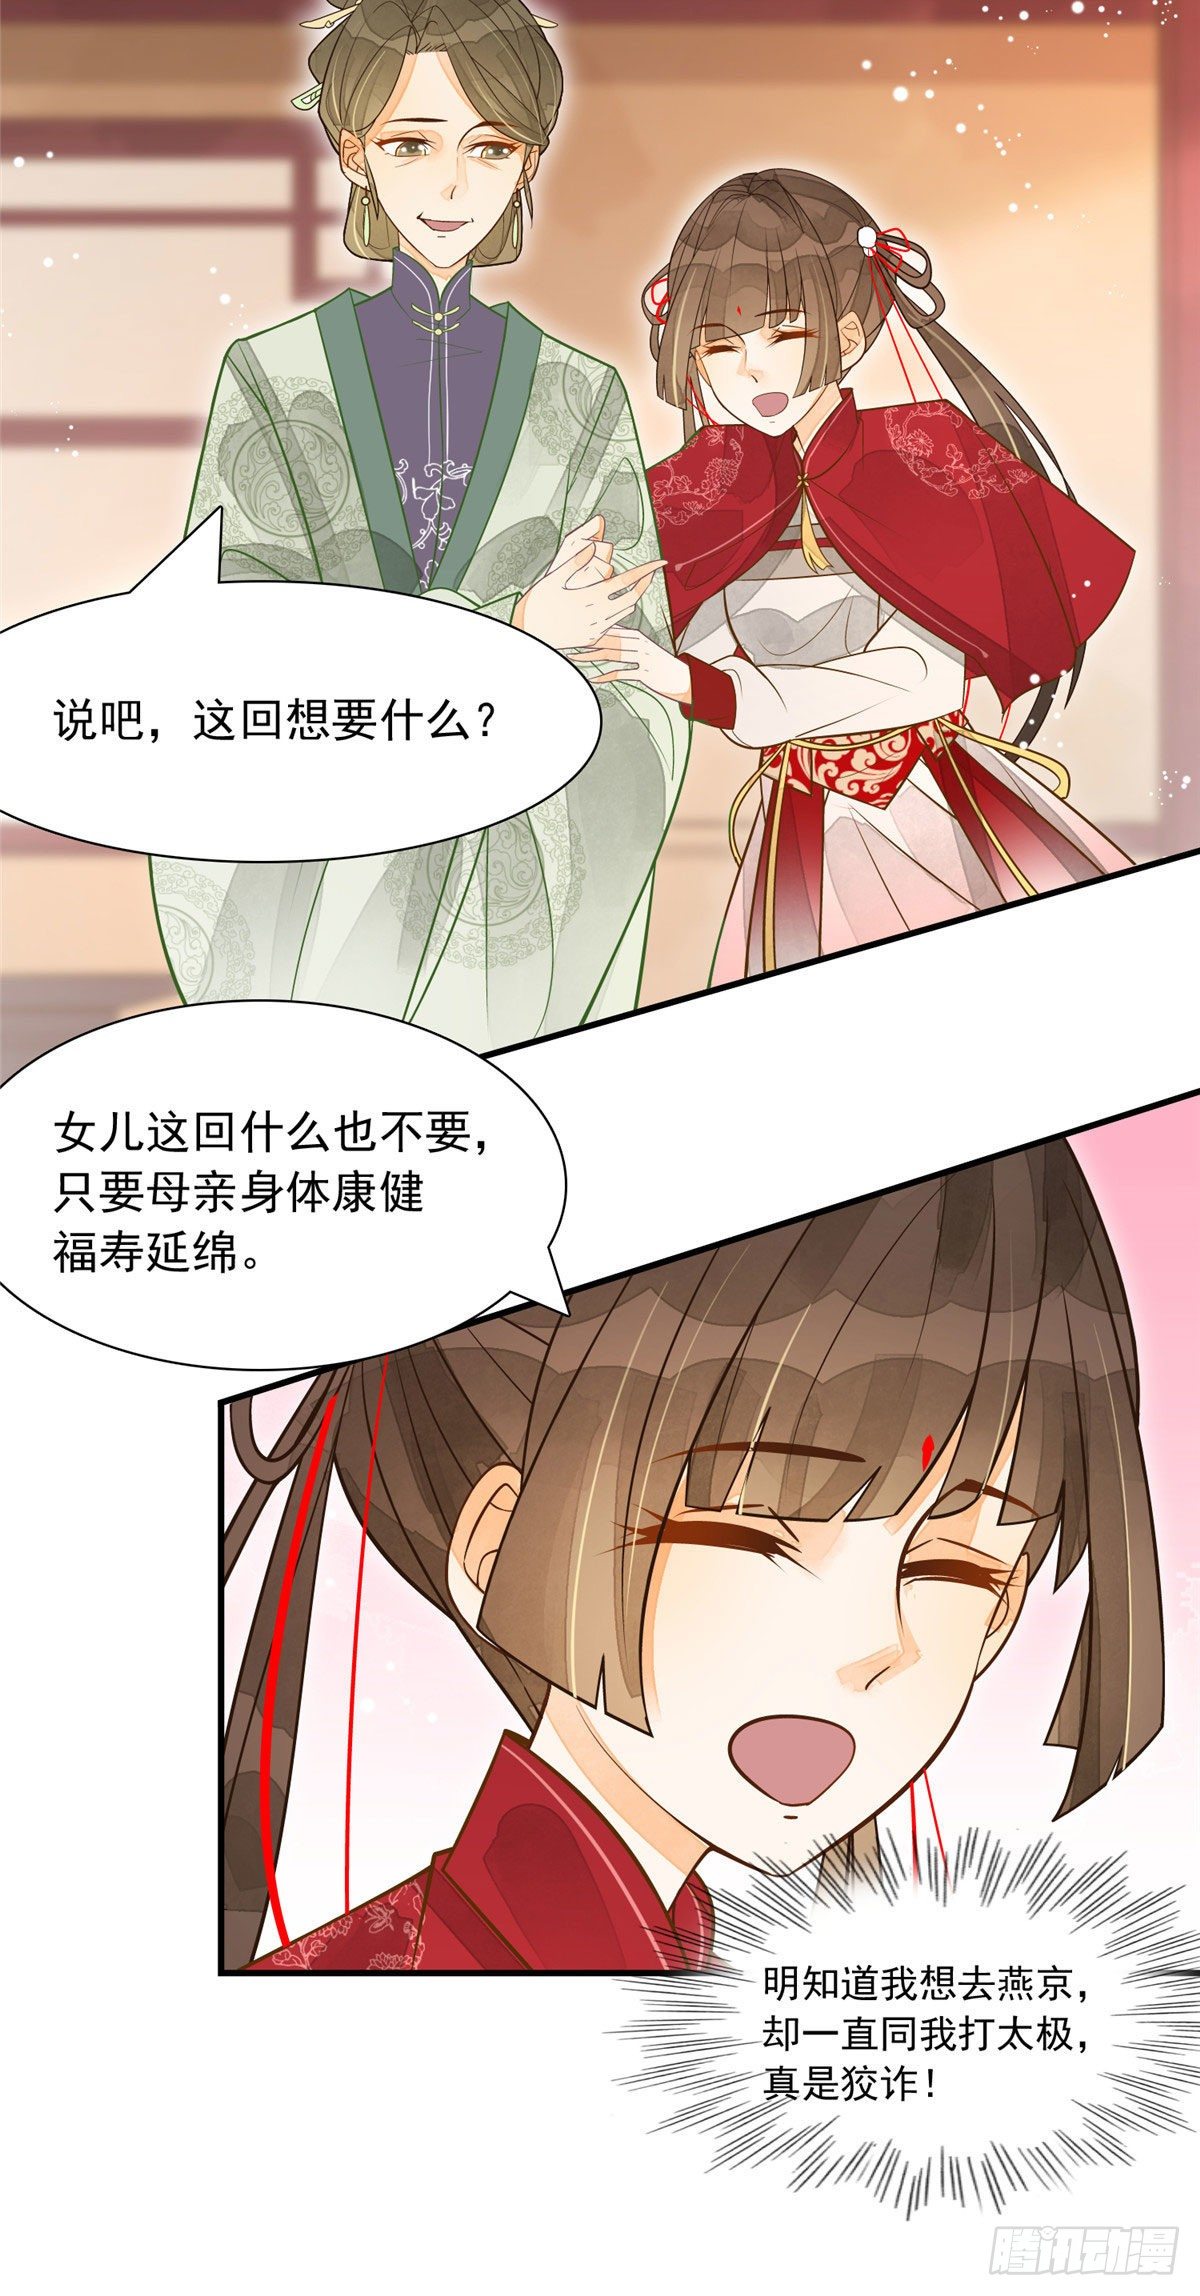 说吧，这回想要什么？
女儿这回什么也不要，
只要母亲身体康健
福寿延绵。
明知道我想去燕京，
却一直同我打太极，
真是狡诈！
腾讯动漫